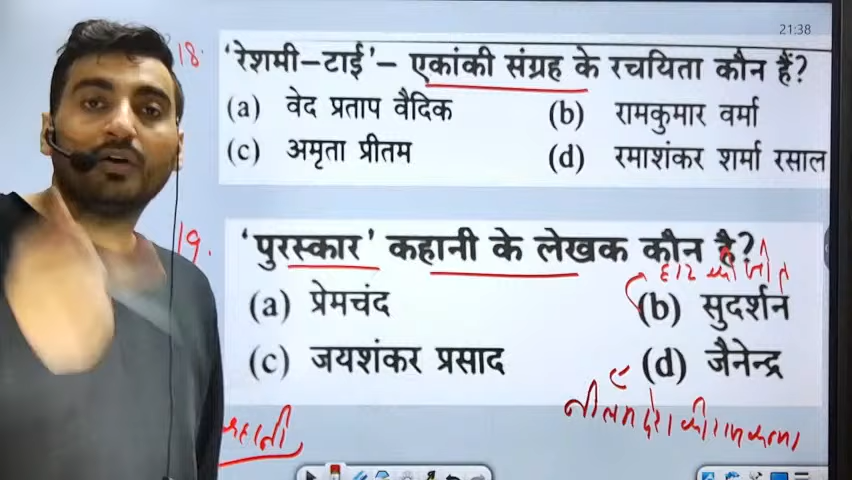 21:38
18. 'रेशमी-टाई'- एकांकी संग्रह के रचयिता कौन हैं?
(a) वेद प्रताप वैदिक (b) रामकुमार वर्मा
(c) अमृता प्रीतम (d) रमाशंकर शर्मा रसाल
19. 'पुरस्कार' कहानी के लेखक कौन है?
हार की जीत
(a) प्रेमचंद (b) सुदर्शन
(c) जयशंकर प्रसाद (d) जैनेन्द्र
कहानी